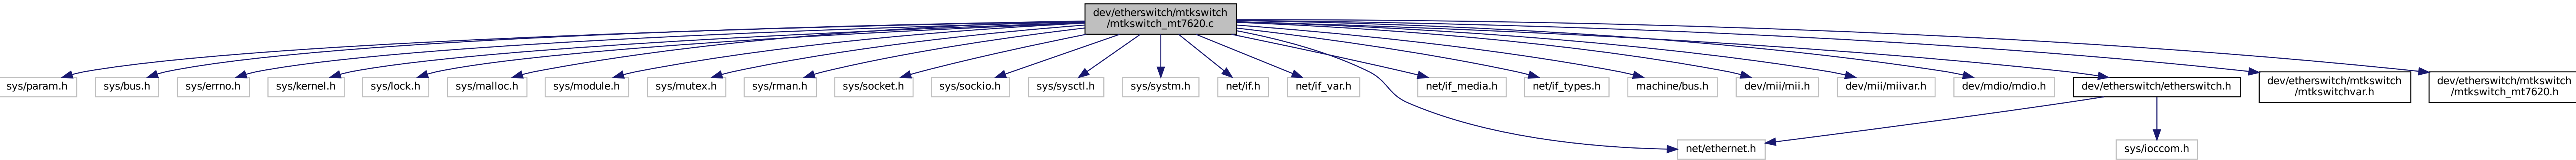 dev/etherswitch/mtkswitch
/mtkswitch_mt7620.c
sys/param.h
sys/bus.h
sys/errno.h
sys/kernel.h
sys/lock.h
sys/malloc.h
sys/module.h
sys/mutex.h
sys/rman.h
sys/socket.h
sys/sockio.h
sys/sysctl.h
sys/systm.h
net/if.h
net/if_var.h
net/if_media.h
net/if_types.h
machine/bus.h
dev/mii/mii.h
dev/mii/miivar.h
dev/mdio/mdio.h
dev/etherswitch/etherswitch.h
dev/etherswitch/mtkswitch
/mtkswitchvar.h
dev/etherswitch/mtkswitch
/mtkswitch_mt7620.h
net/ethernet.h
sys/ioccom.h